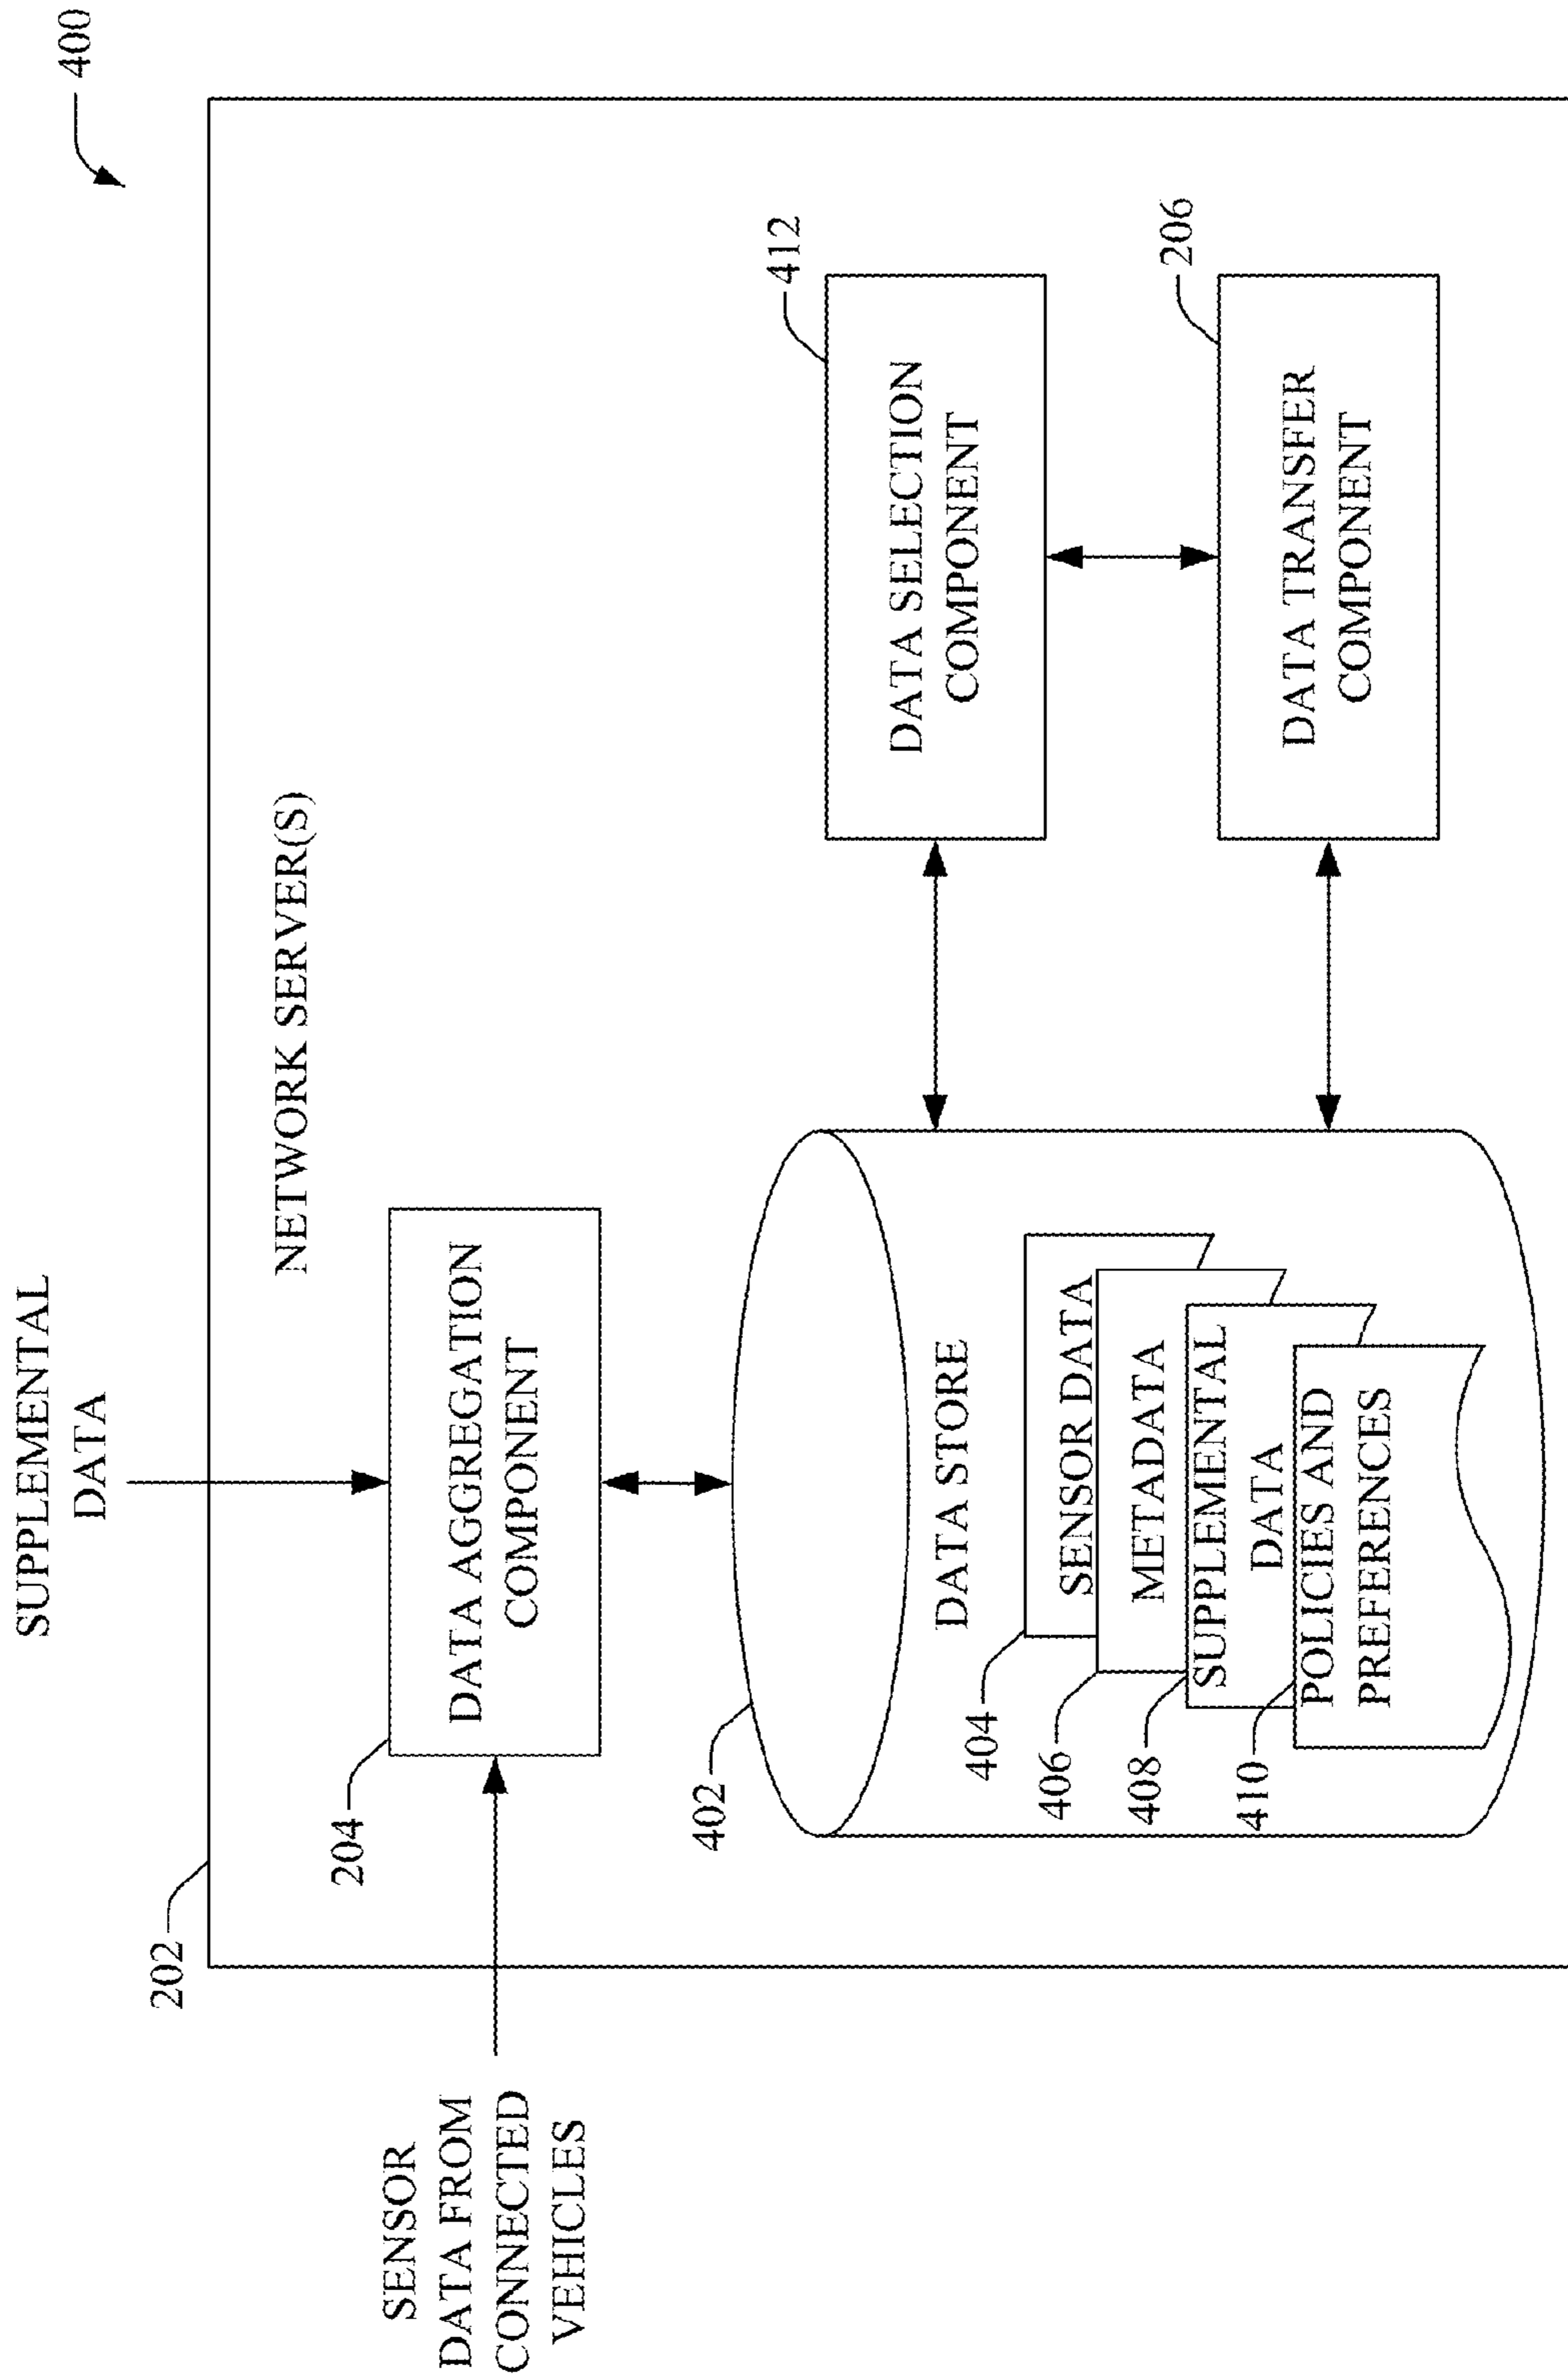 400
SUPPLEMENTAL
DATA
202
NETWORK SERVER(S)
SENSOR
DATA FROM
CONNECTED
VEHICLES
204
DATA AGGREGATION
COMPONENT
402
DATA STORE
404
SENSOR DATA
406
METADATA
408
SUPPLEMENTAL
DATA
410
POLICIES AND
PREFERENCES
412
DATA SELECTION
COMPONENT
206
DATA TRANSFER
COMPONENT